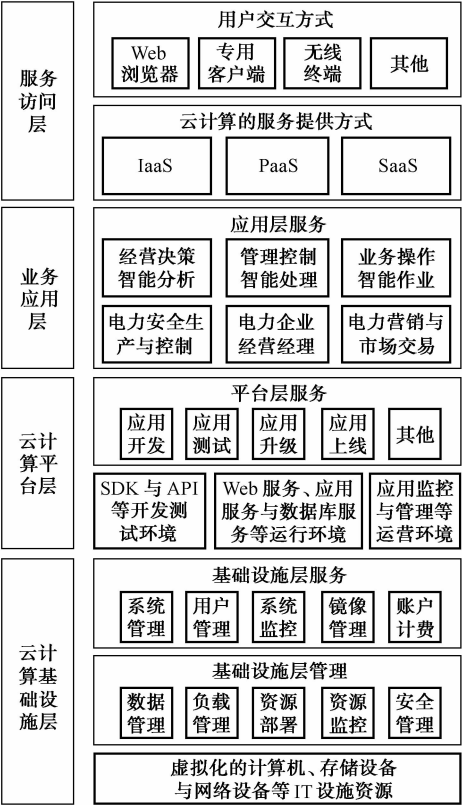 服务
访问
层
用户交互方式
Web
浏览器
专用
客户端
无线
终端
其他
云计算的服务提供方式
IaaS
PaaS
SaaS
业务
应用
层
应用层服务
经营决策
智能分析
管理控制
智能处理
业务操作
智能作业
电力安全生
产与控制
电力企业
经营经理
电力营销与
市场交易
云计
算平
台层
平台层服务
应用
开发
应用
测试
应用
升级
应用
上线
其他
SDK 与 API
等开发测
试环境
Web 服务、应用
服务与数据库服
务等运行环境
应用监控
与管理等
运营环境
云计
算基
础设
施层
基础设施层服务
系统
管理
用户
管理
系统
监控
镜像
管理
账户
计费
基础设施层管理
数据
管理
负载
管理
资源
部署
资源
监控
安全
管理
虚拟化的计算机、存储设备
与网络设备等 IT 设施资源